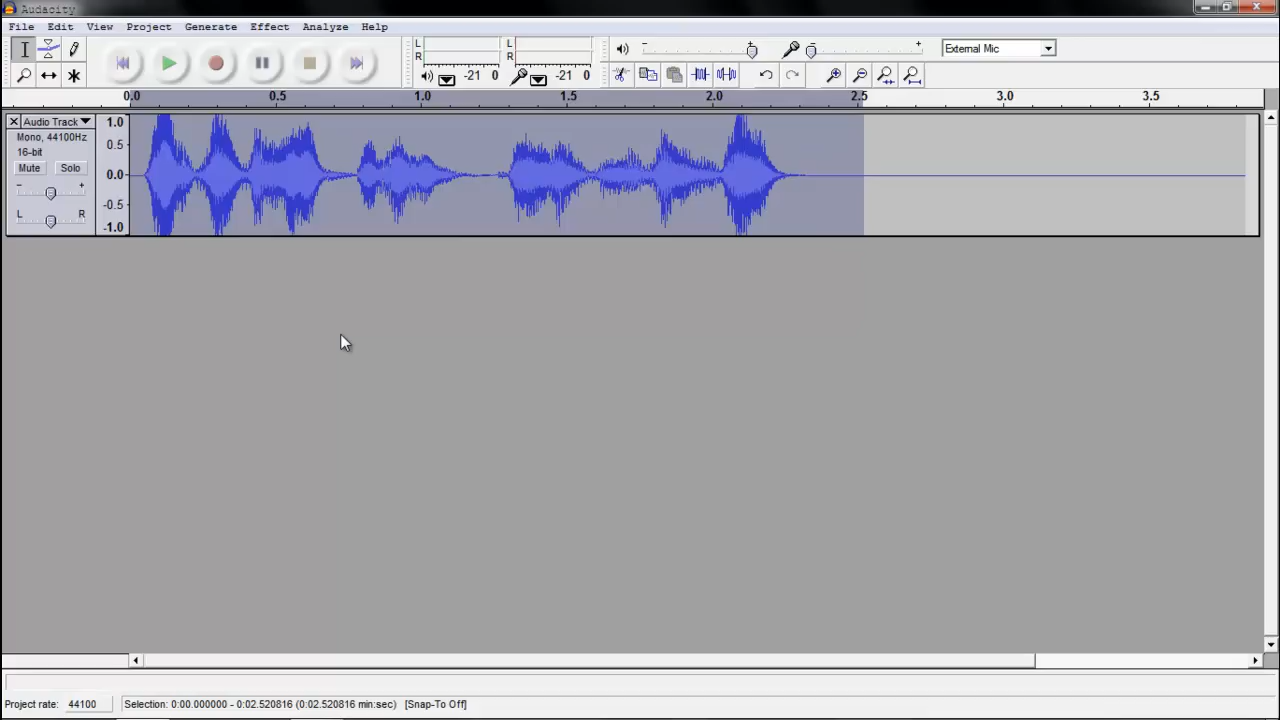 Audacity
File Edit View Project Generate Effect Analyze Help
L R -21 0 L R -21 0 - + - + External Mic
0.0 0.5 1.0 1.5 2.0 2.5 3.0 3.5
Audio Track 1.0
Mono, 44100Hz 0.5
16-bit
Mute Solo 0.0
- +
-0.5
L R
-1.0
Project rate: 44100 Selection: 0:00.000000 - 0:02.520816 (0:02.520816 min:sec) [Snap-To Off]